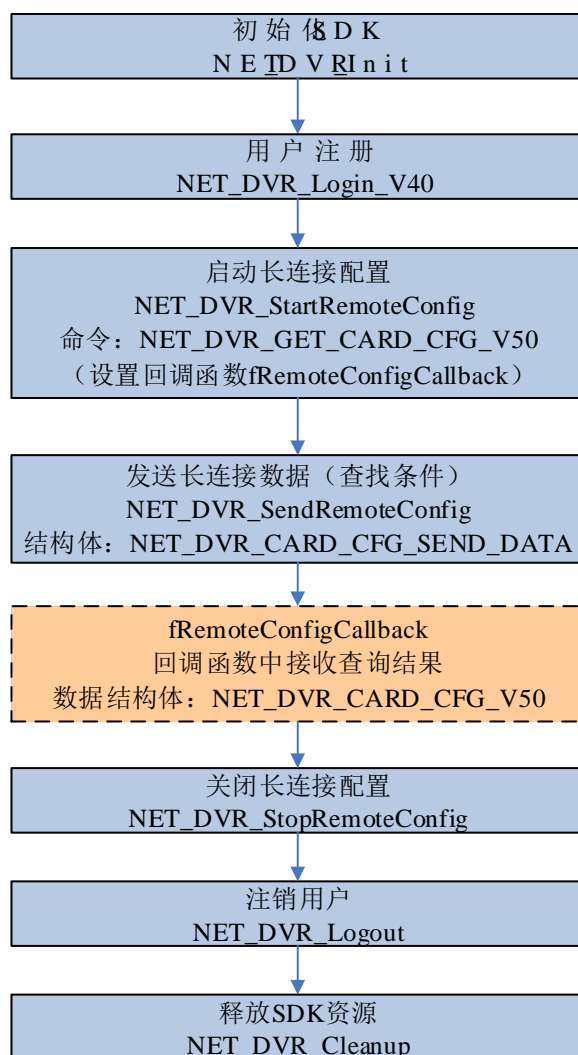 初始化SDK
NET_DVR_Init
用户注册
NET_DVR_Login_V40
启动长连接配置
NET_DVR_StartRemoteConfig
命令：NET_DVR_GET_CARD_CFG_V50
（设置回调函数fRemoteConfigCallback）
发送长连接数据（查找条件）
NET_DVR_SendRemoteConfig
结构体：NET_DVR_CARD_CFG_SEND_DATA
fRemoteConfigCallback
回调函数中接收查询结果
数据结构体：NET_DVR_CARD_CFG_V50
关闭长连接配置
NET_DVR_StopRemoteConfig
注销用户
NET_DVR_Logout
释放SDK资源
NET_DVR_Cleanup